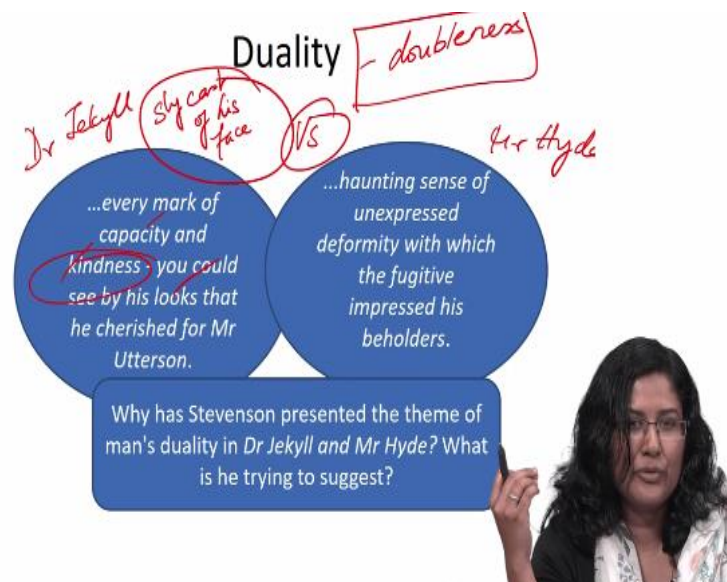 Duality
- doubleness
Dr Jekyll
sly cast
of his
face
Vs
Mr Hyde
...every mark of
capacity and
kindness - you could
see by his looks that
he cherished for Mr
Utterson.
...haunting sense of
unexpressed
deformity with which
the fugitive
impressed his
beholders.
Why has Stevenson presented the theme of
man's duality in Dr Jekyll and Mr Hyde? What
is he trying to suggest?